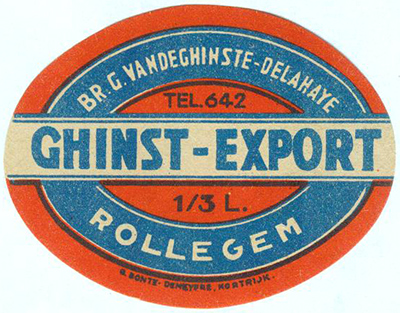 BR. G. VANDEGHINSTE-DELAHAYE
TEL. 642
GHINST-EXPORT
1/3 L.
ROLLEGEM
G. BONTE-DEMEYERE, KORTRIJK.